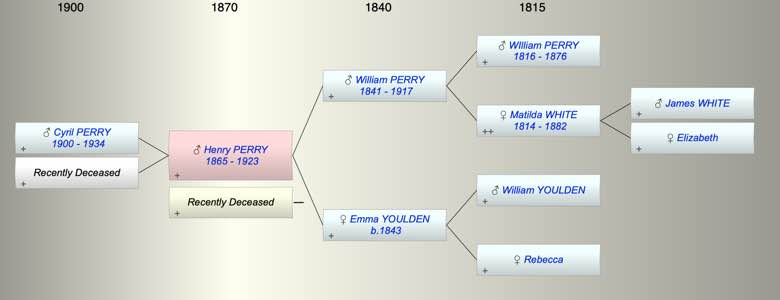 1900
1870
1840
1815
♂ Cyril PERRY
1900 - 1934
+
Recently Deceased
+
♂ Henry PERRY
1865 - 1923
+
Recently Deceased
+
♂ William PERRY
1841 - 1917
+
♀ Emma YOULDEN
b.1843
+
♂ WIlliam PERRY
1816 - 1876
+
♀ Matilda WHITE
1814 - 1882
++
♂ William YOULDEN
+
♀ Rebecca
+
♂ James WHITE
+
♀ Elizabeth
+